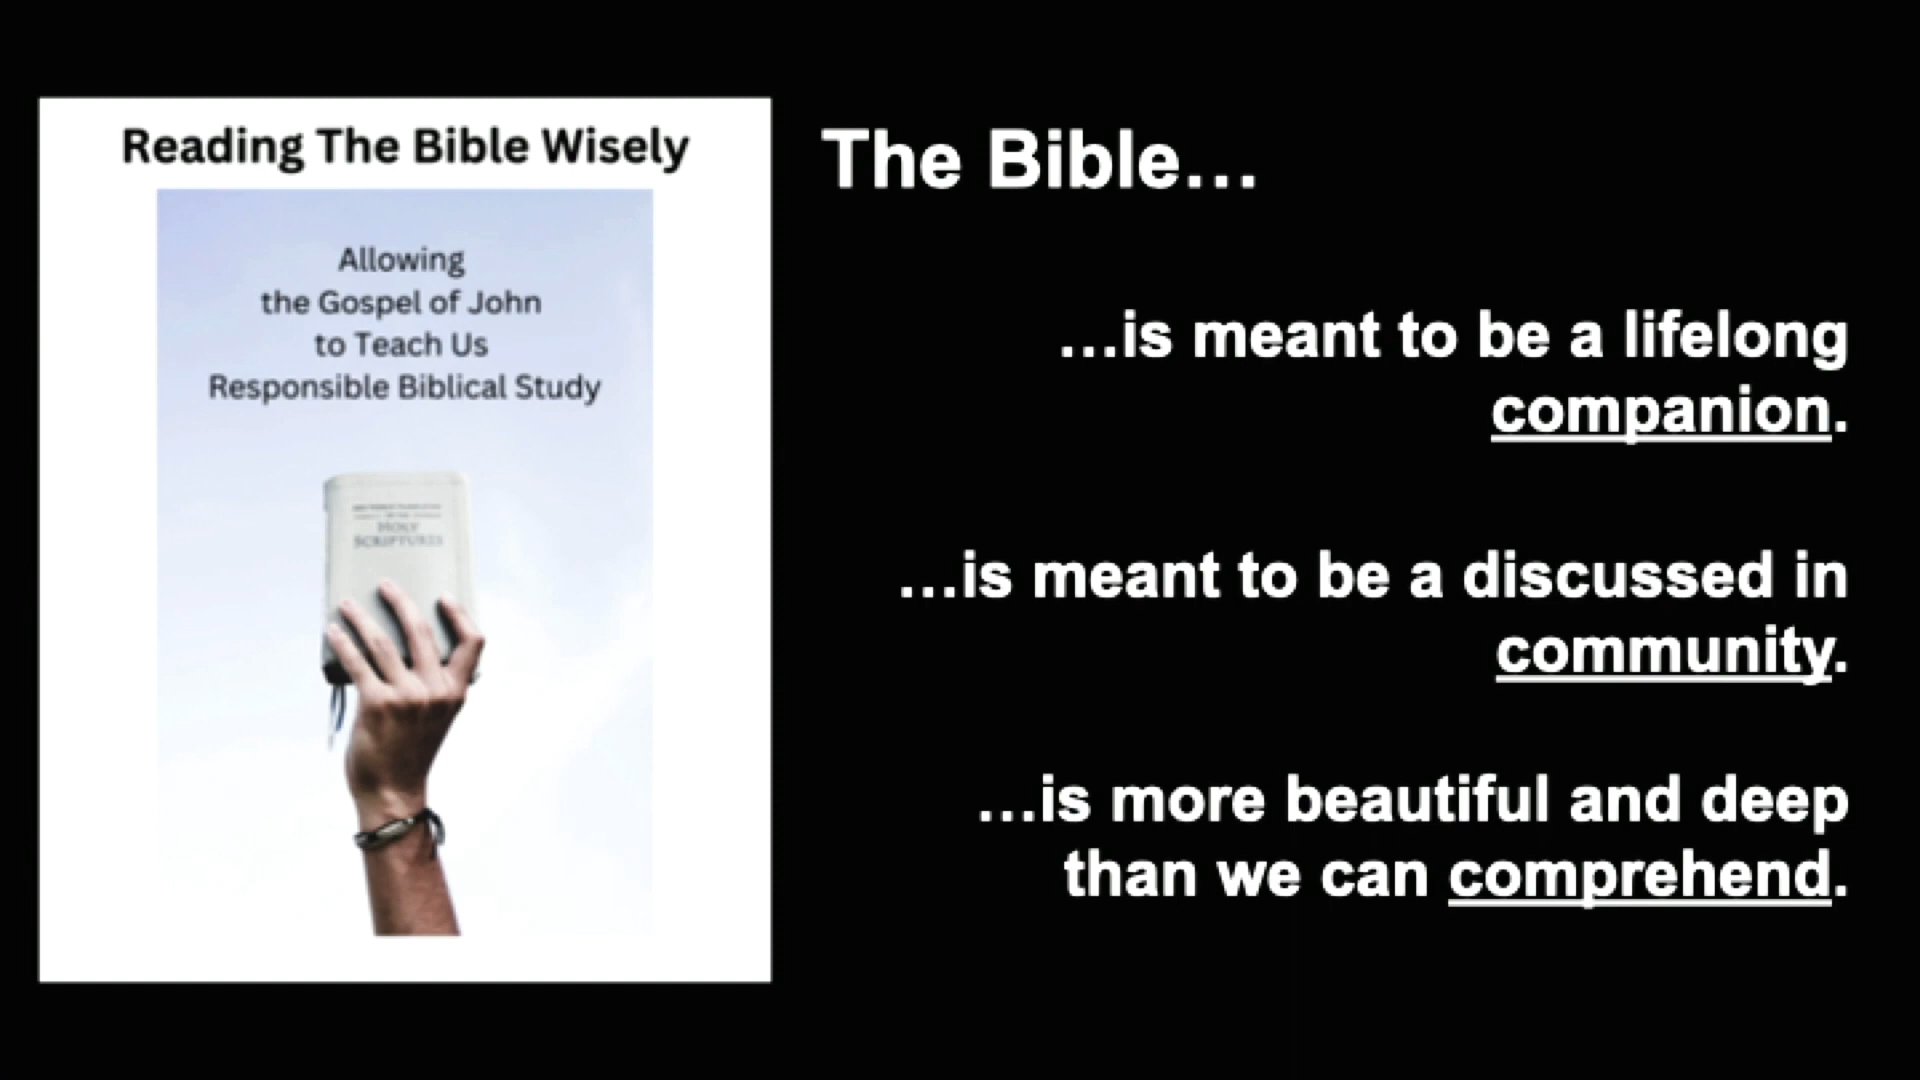 Reading The Bible Wisely
Allowing
the Gospel of John
to Teach Us
Responsible Biblical Study
HOLY
SCRIPTURES
The Bible...
...is meant to be a lifelong
companion.
...is meant to be a discussed in
community.
...is more beautiful and deep
than we can comprehend.